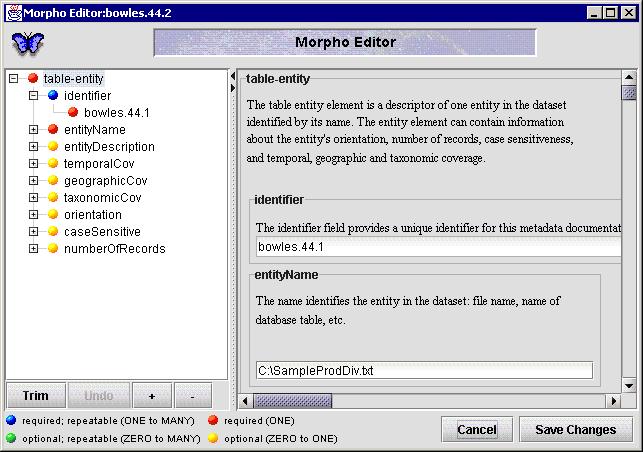 Morpho Editor:bowles.44.2
Morpho Editor
table-entity
identifier
bowles.44.1
entityName
entityDescription
temporalCov
geographicCov
taxonomicCov
orientation
caseSensitive
numberOfRecords
Trim
Undo
+
-
table-entity
The table entity element is a descriptor of one entity in the dataset
identified by its name. The entity element can contain information
about the entity's orientation, number of records, case sensitiveness,
and temporal, geographic and taxonomic coverage.
identifier
The identifier field provides a unique identifier for this metadata documentat
bowles.44.1
entityName
The name identifies the entity in the dataset: file name, name of
database table, etc.
C:\SampleProdDiv.txt
required; repeatable (ONE to MANY)
required (ONE)
optional; repeatable (ZERO to MANY)
optional (ZERO to ONE)
Cancel
Save Changes